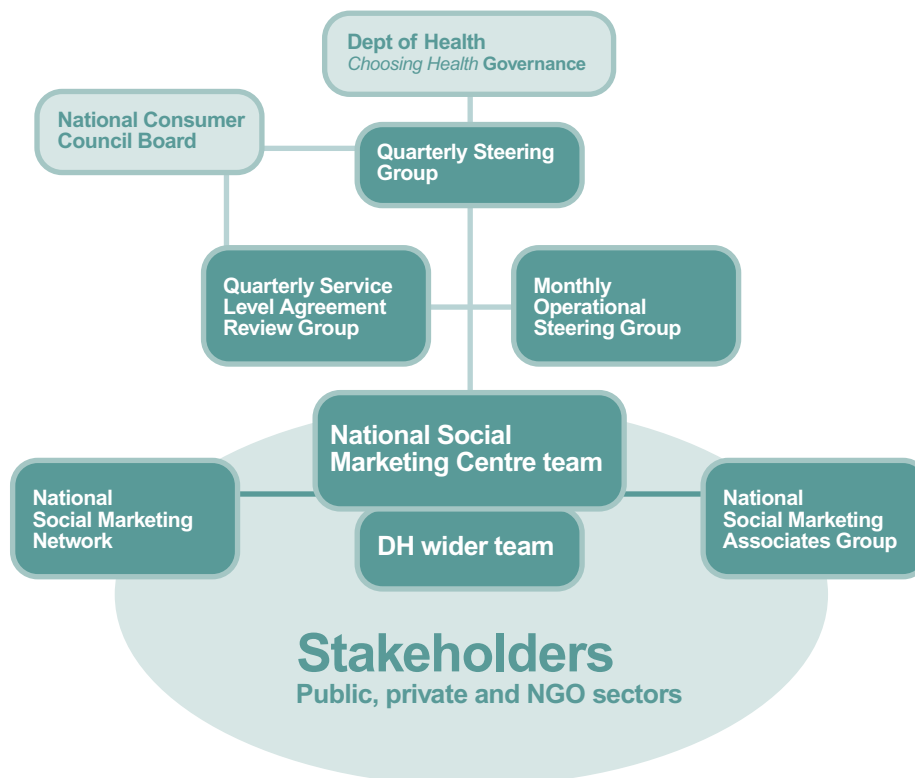 Dept of Health
Choosing Health Governance
National Consumer
Council Board
Quarterly Steering
Group
Quarterly Service
Level Agreement
Review Group
Monthly
Operational
Steering Group
National Social
Marketing Centre team
National
Social Marketing
Network
DH wider team
National
Social Marketing
Associates Group
Stakeholders
Public, private and NGO sectors